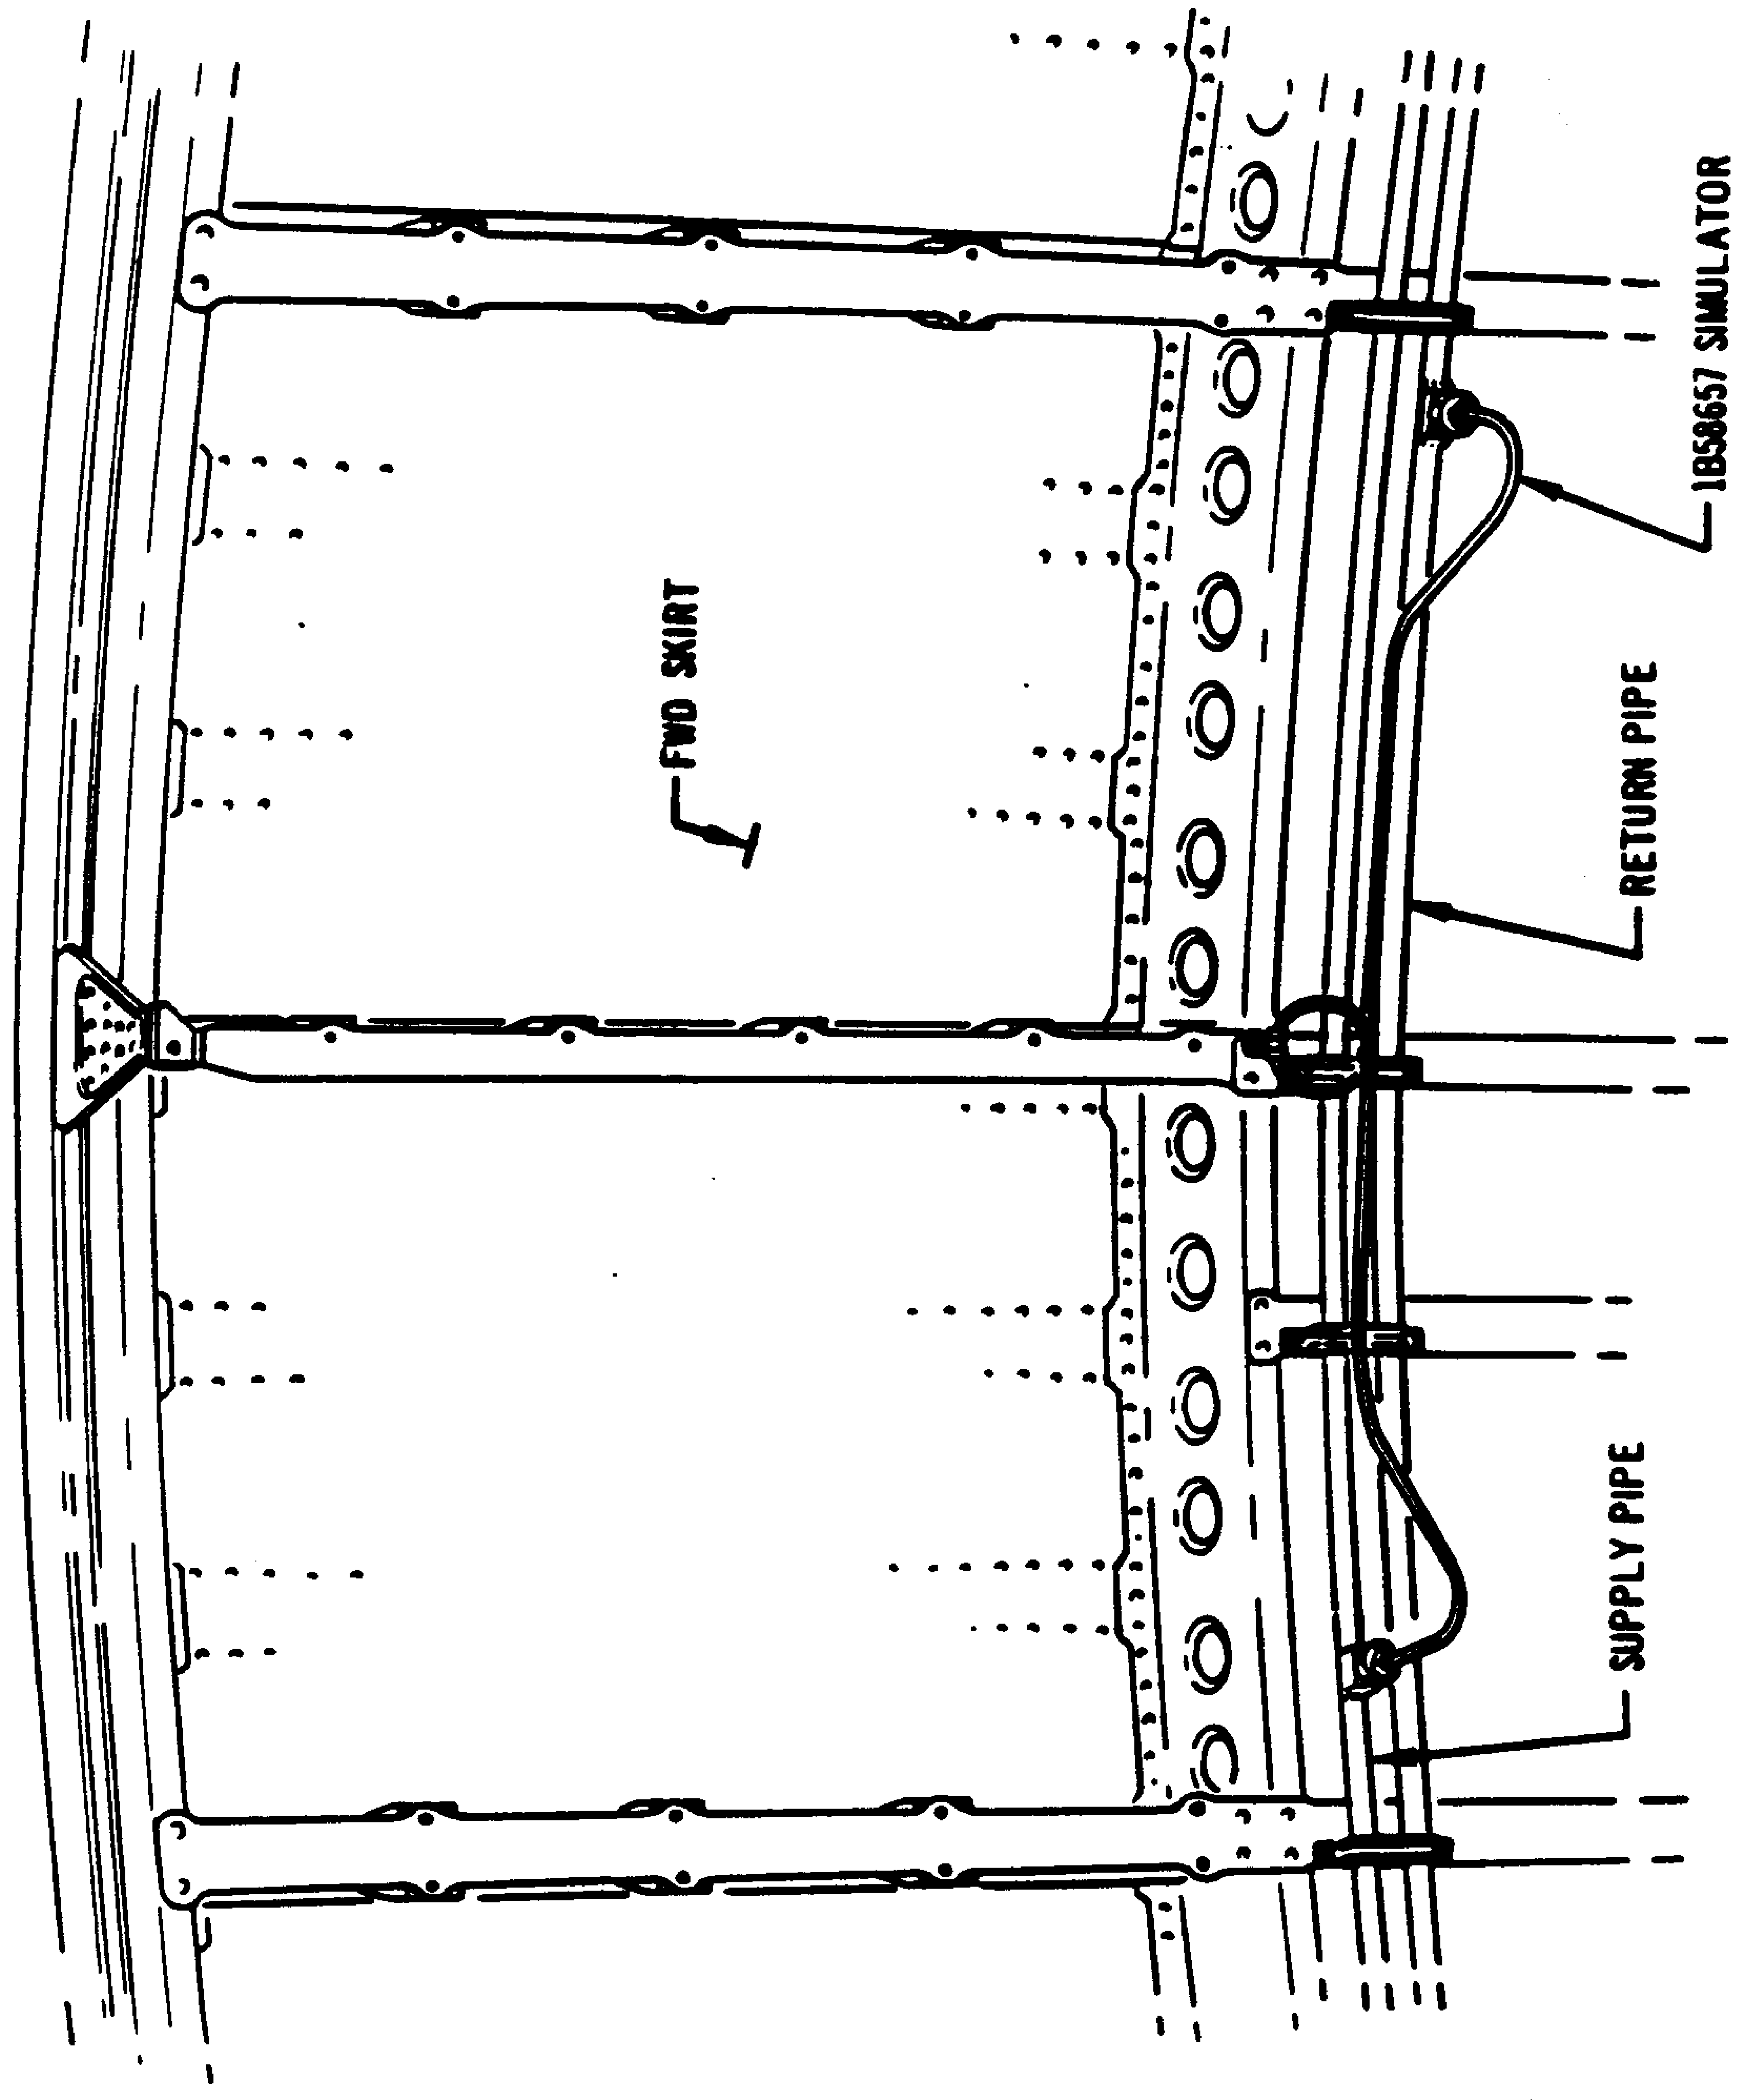 FWD SKIRT
SUPPLY PIPE
RETURN PIPE
1B58657 SIMULATOR